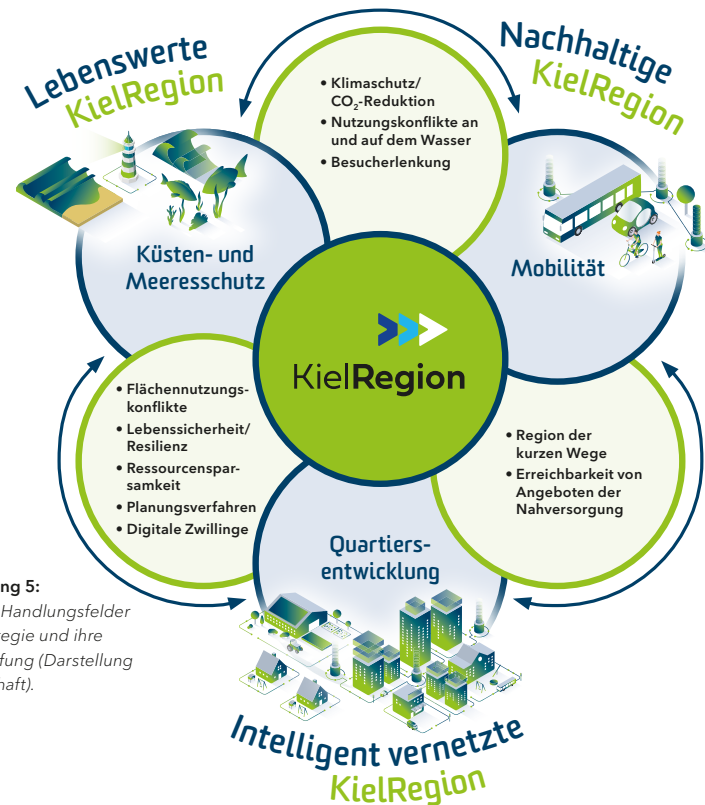 Lebenswerte
KielRegion
Nachhaltige
KielRegion
• Klimaschutz/
CO₂-Reduktion
• Nutzungskonflikte an
und auf dem Wasser
• Besucherlenkung
Küsten- und
Meeresschutz
Mobilität
KielRegion
• Flächennutzungs-
konflikte
• Lebenssicherheit/
Resilienz
• Ressourcenspar-
samkeit
• Planungsverfahren
• Digitale Zwillinge
• Region der
kurzen Wege
• Erreichbarkeit von
Angeboten der
Nahversorgung
Quartiers-
entwicklung
ng 5:
Handlungsfelder
egie und ihre
fung (Darstellung
haft).
Intelligent vernetzte
KielRegion